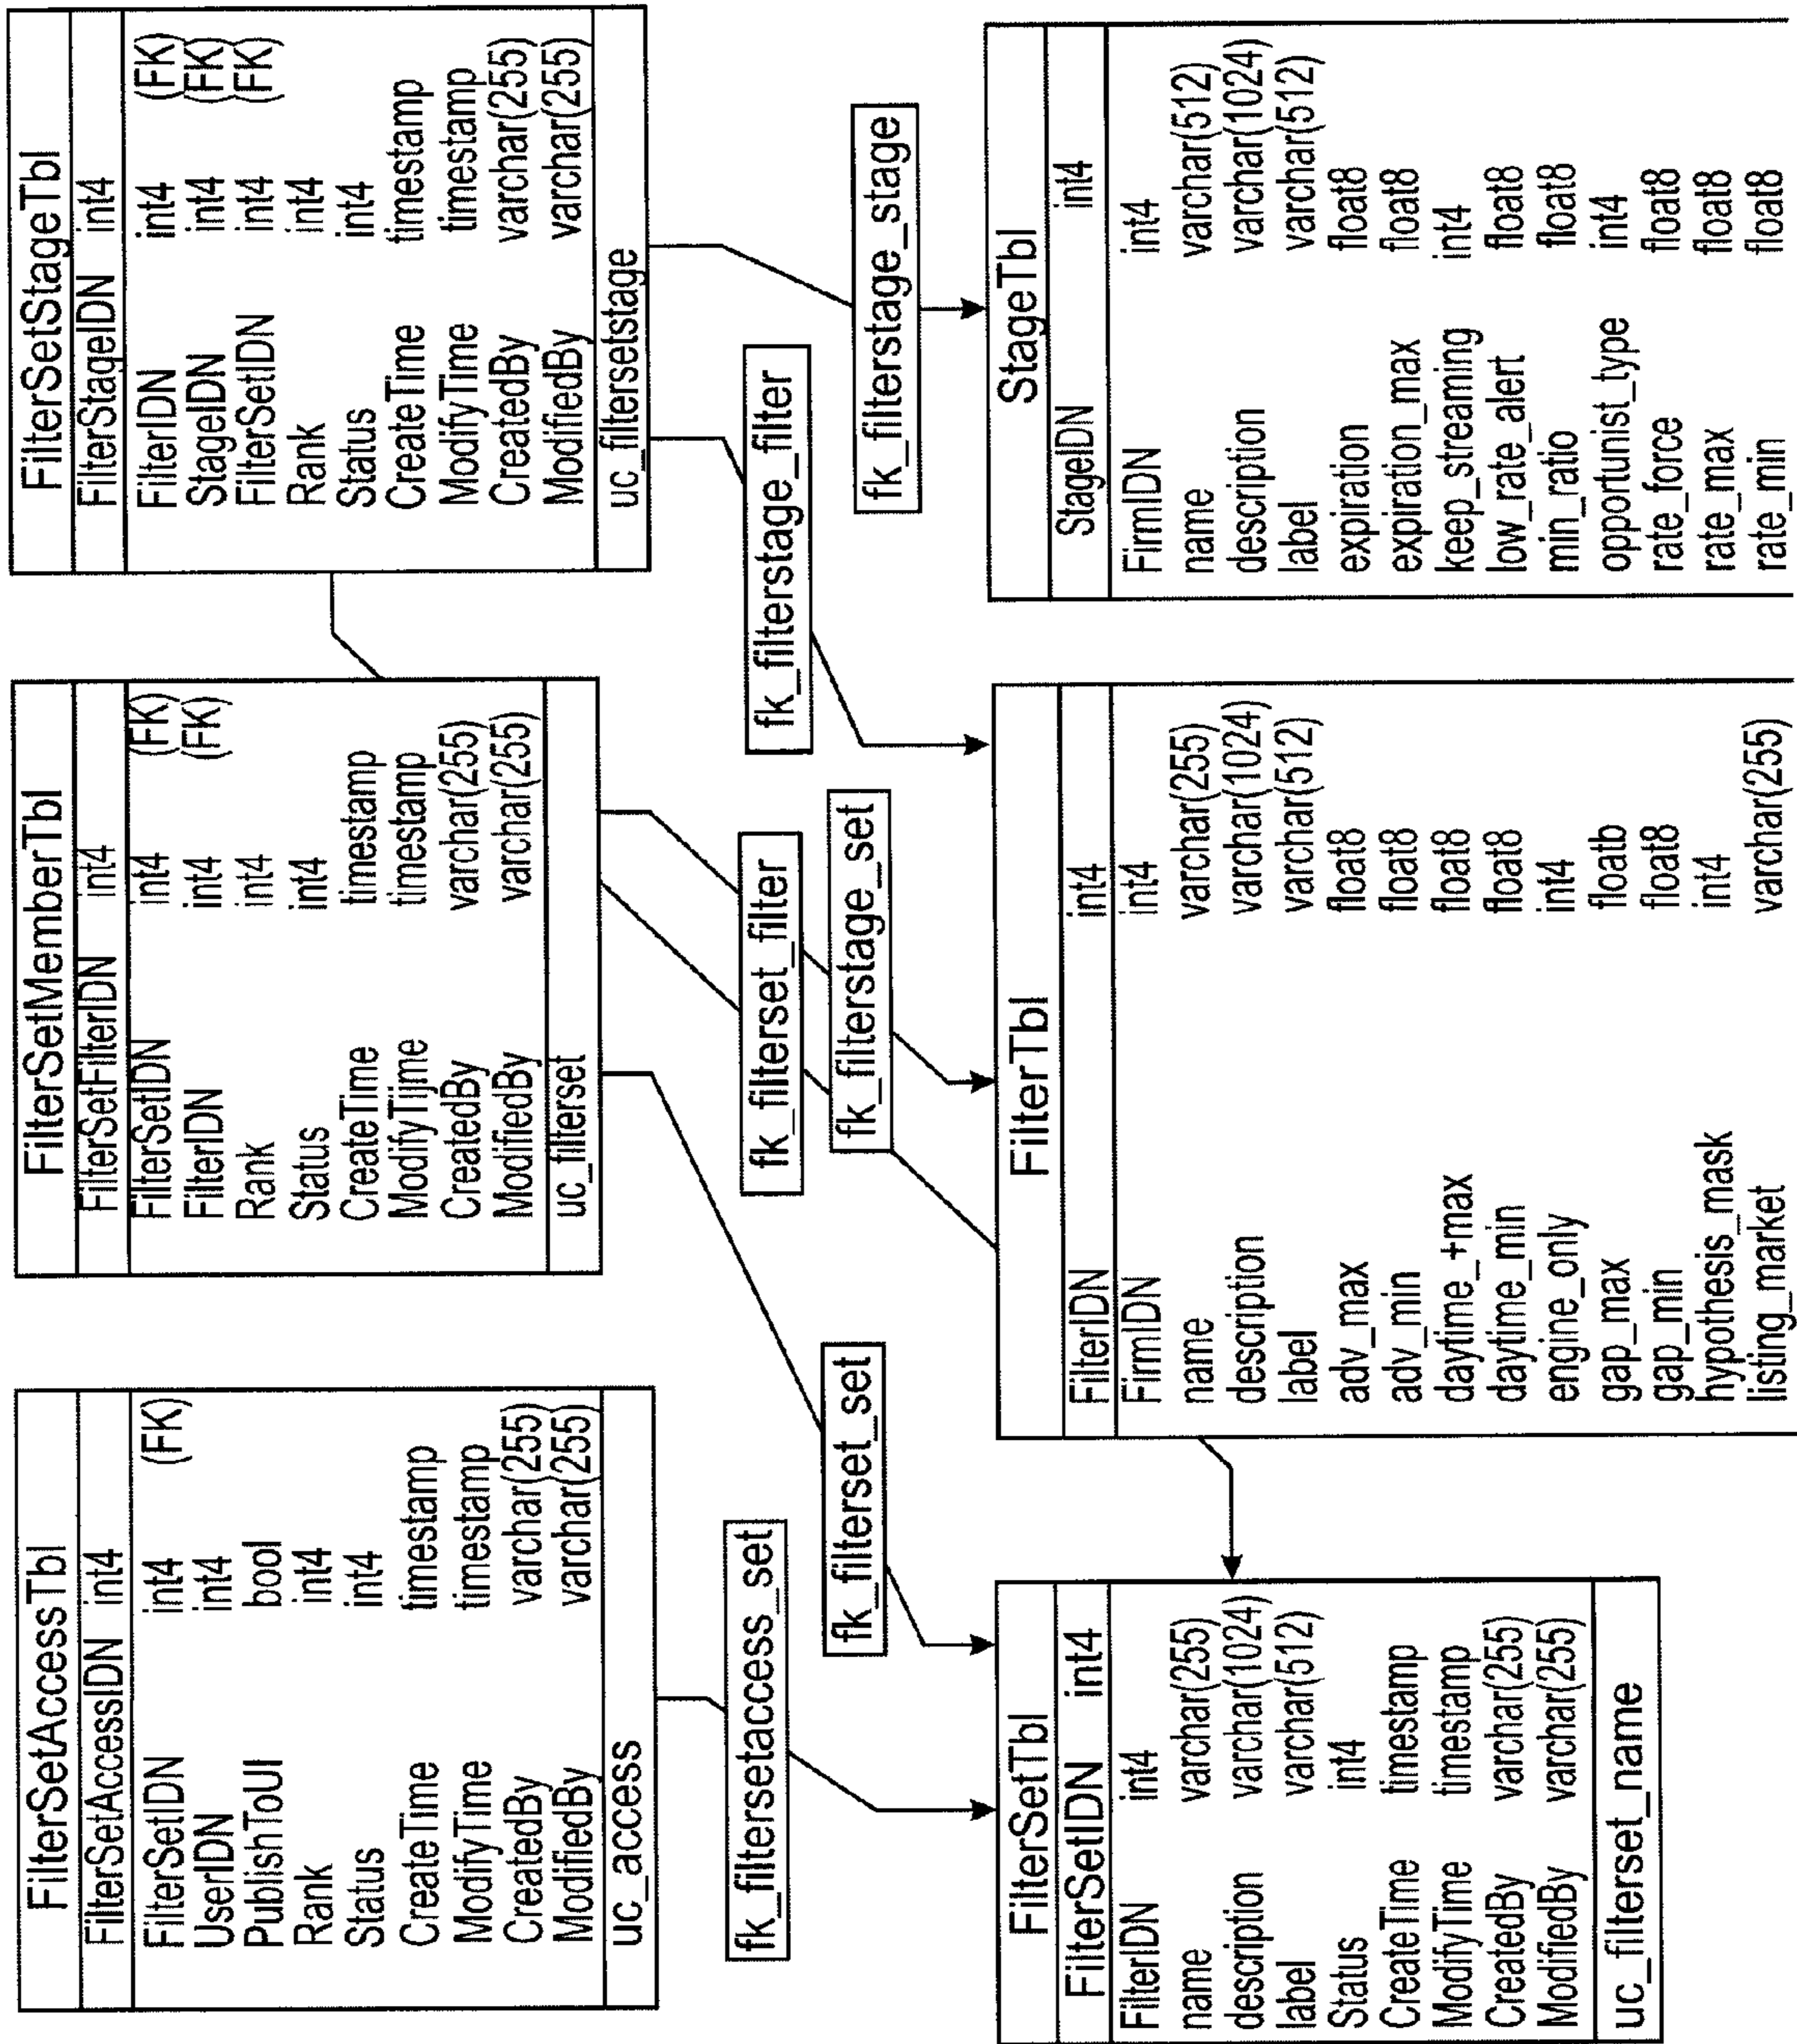 FilterSetAccessTbl
FilterSetAccessIDN int4
FilterSetIDN int4 (FK)
UserIDN int4
PublishToUI bool
Rank int4
Status int4
CreateTime timestamp
ModifyTime timestamp
CreatedBy varchar(255)
ModifiedBy varchar(255)
uc_access
FilterSetMemberTbl
FilterSetFilterIDN int4
FilterSetIDN int4 (FK)
FilterIDN int4 (FK)
Rank int4
Status int4
CreateTime timestamp
ModifyTijme timestamp
CreatedBy varchar(255)
ModifiedBy varchar(255)
uc_filterset
FilterSetStageTbl
FilterStageIDN int4
FilterIDN int4 (FK)
StageIDN int4 (FK)
FilterSetIDN int4 (FK)
Rank int4
Status int4
CreateTime timestamp
ModifyTime timestamp
CreatedBy varchar(255)
ModifiedBy varchar(255)
uc_filtersetstage
fk_filtersetaccess_set
fk_filterset_set
fk_filterset_filter
fk_filterstage_set
fk_filterstage_filter
fk_filterstage_stage
FilterSetTbl
FilterSetIDN int4
FilterIDN int4
name varchar(255)
description varchar(1024)
label varchar(512)
Status int4
CreateTime timestamp
ModifyTime timestamp
CreatedBy varchar(255)
ModifiedBy varchar(255)
uc_filterset_name
FilterTbl
FilterIDN int4
FirmIDN int4
name varchar(255)
description varchar(1024)
label varchar(512)
adv_max float8
adv_min float8
daytime_+max float8
daytime_min float8
engine_only int4
gap_max floatb
gap_min float8
hypothesis_mask int4
listing_market varchar(255)
StageTbl
StageIDN int4
FirmIDN int4
name varchar(512)
description varchar(1024)
label varchar(512)
expiration float8
expiration_max float8
keep_streaming int4
low_rate_alert float8
min_ratio float8
opportunist_type int4
rate_force float8
rate_max float8
rate_min float8